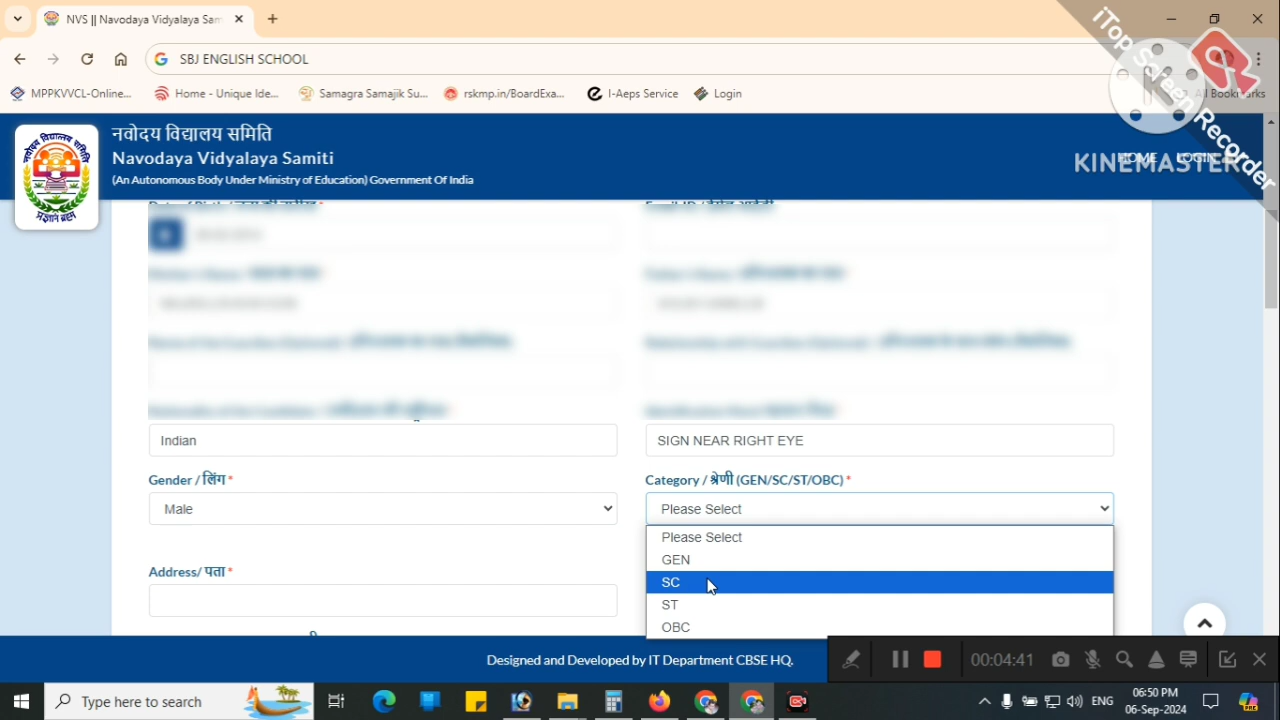 NVS || Navodaya Vidyalaya Sam
SBJ ENGLISH SCHOOL
MPPKVVCL-Online...
Home - Unique Ide...
Samagra Samajik Su...
rskmp.in/BoardExa...
I-Aeps Service
Login
All Bookmarks
iTop Screen Recorder
नवोदय विद्यालय समिति
Navodaya Vidyalaya Samiti
(An Autonomous Body Under Ministry of Education) Government Of India
HOME LOGIN
KINEMASTER
Indian
SIGN NEAR RIGHT EYE
Gender / लिंग *
Category / श्रेणी (GEN/SC/ST/OBC) *
Male
Please Select
Please Select
GEN
SC
ST
OBC
Address/ पता *
Designed and Developed by IT Department CBSE HQ.
00:04:41
Type here to search
ENG
06:50 PM
06-Sep-2024